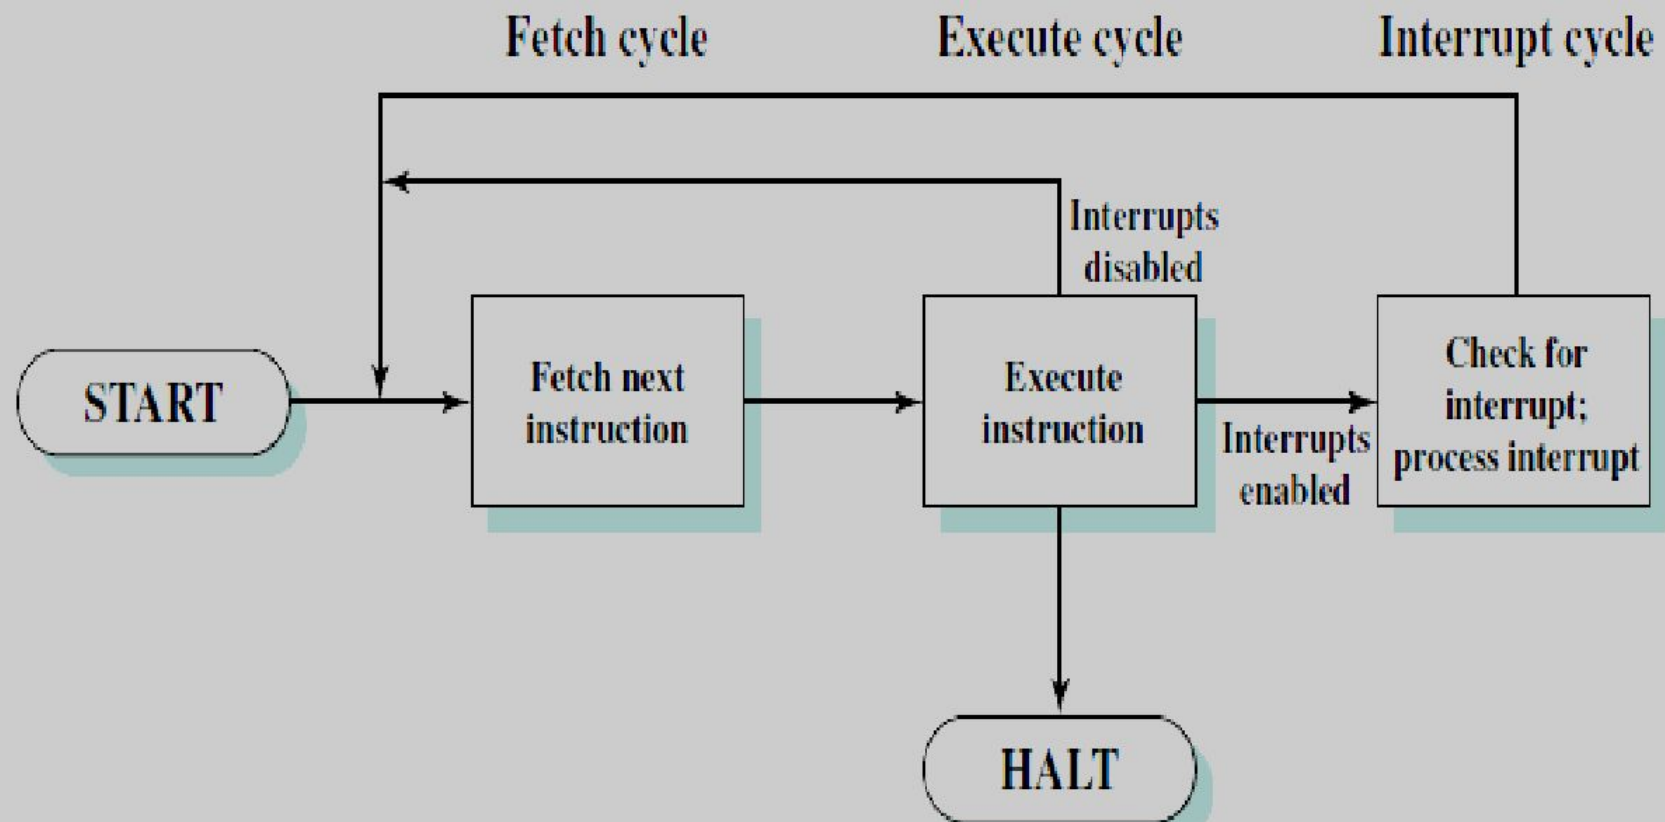 Fetch cycle
Execute cycle
Interrupt cycle
Interrupts
disabled
START
Fetch next
instruction
Execute
instruction
Interrupts
enabled
Check for
interrupt;
process interrupt
HALT